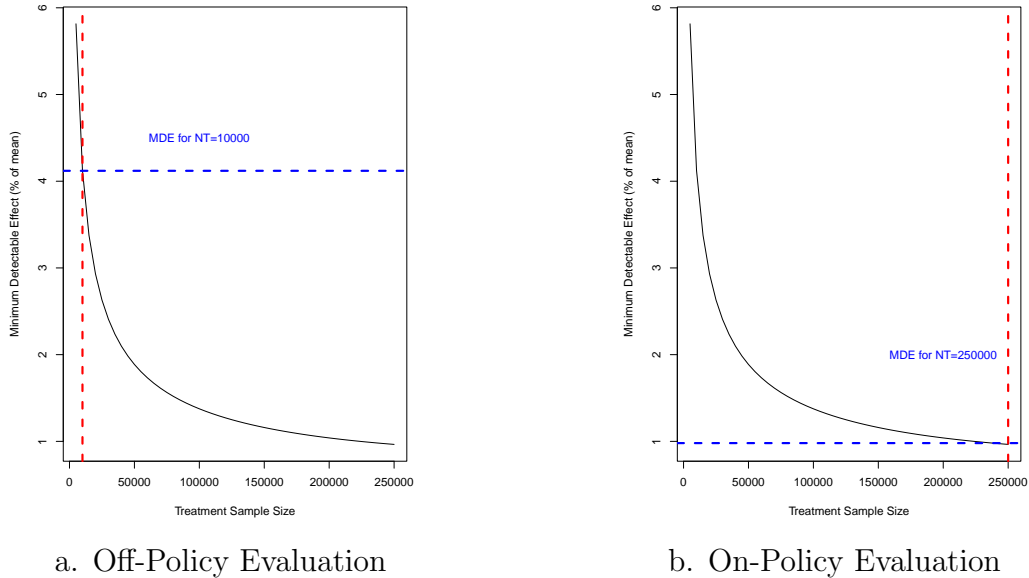 Minimum Detectable Effect (% of mean)
6
5
4
3
2
1
MDE for NT=10000
0 50000 100000 150000 200000 250000
Treatment Sample Size
a. Off-Policy Evaluation
Minimum Detectable Effect (% of mean)
6
5
4
3
2
1
MDE for NT=250000
0 50000 100000 150000 200000 250000
Treatment Sample Size
b. On-Policy Evaluation